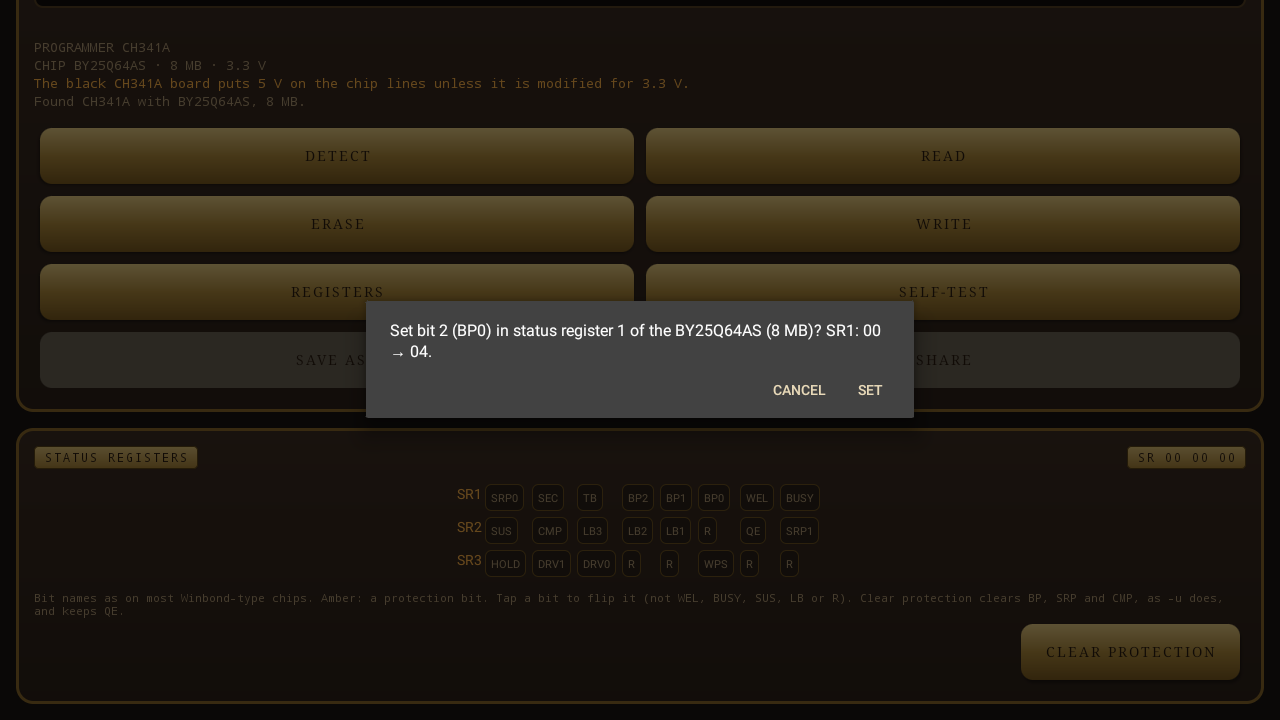 PROGRAMMER CH341A
CHIP BY25Q64AS · 8 MB · 3.3 V
The black CH341A board puts 5 V on the chip lines unless it is modified for 3.3 V.
Found CH341A with BY25Q64AS, 8 MB.
DETECT READ
ERASE WRITE
REGISTERS SELF-TEST
SAVE AS SHARE
Set bit 2 (BP0) in status register 1 of the BY25Q64AS (8 MB)? SR1: 00
→ 04.
CANCEL SET
STATUS REGISTERS SR 00 00 00
SR1 SRP0 SEC TB BP2 BP1 BP0 WEL BUSY
SR2 SUS CMP LB3 LB2 LB1 R QE SRP1
SR3 HOLD DRV1 DRV0 R R WPS R R
Bit names as on most Winbond-type chips. Amber: a protection bit. Tap a bit to flip it (not WEL, BUSY, SUS, LB or R). Clear protection clears BP, SRP and CMP, as -u does,
and keeps QE.
CLEAR PROTECTION